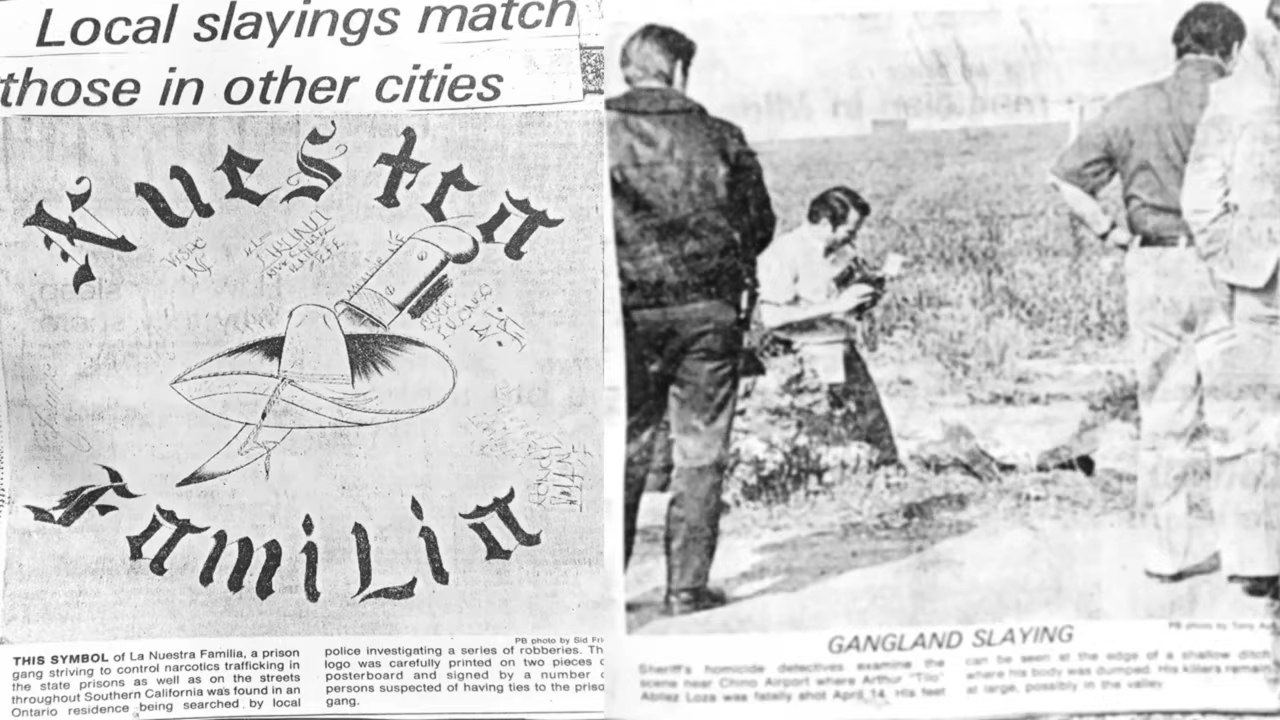 Local slayings match
those in other cities
Nuestra
Familia
PB photo by Sid Fri
THIS SYMBOL of La Nuestra Familia, a prison
gang striving to control narcotics trafficking in
the state prisons as well as on the streets
throughout Southern California was found in an
Ontario residence being searched by local
police investigating a series of robberies. Th
logo was carefully printed on two pieces o
posterboard and signed by a number o
persons suspected of having ties to the priso
gang.
PB photo by Tony
GANGLAND SLAYING
Sheriff's homicide detectives examine the
scene near Chino Airport where Arthur "Tilo"
Abilez Loza was fatally shot April 14. His feet
can be seen at the edge of a shallow ditch
where his body was dumped. His killers remain
at large, possibly in the valley.